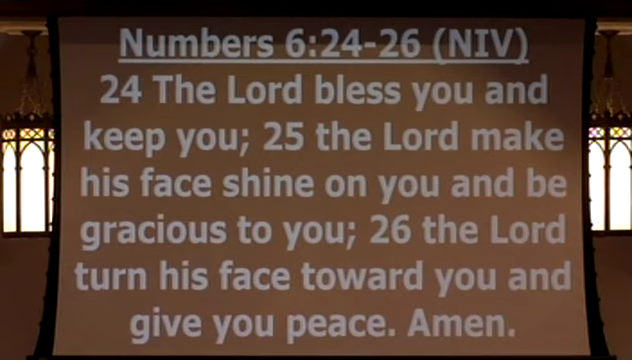 Numbers 6:24-26 (NIV)
24 The Lord bless you and
keep you; 25 the Lord make
his face shine on you and be
gracious to you; 26 the Lord
turn his face toward you and
give you peace. Amen.